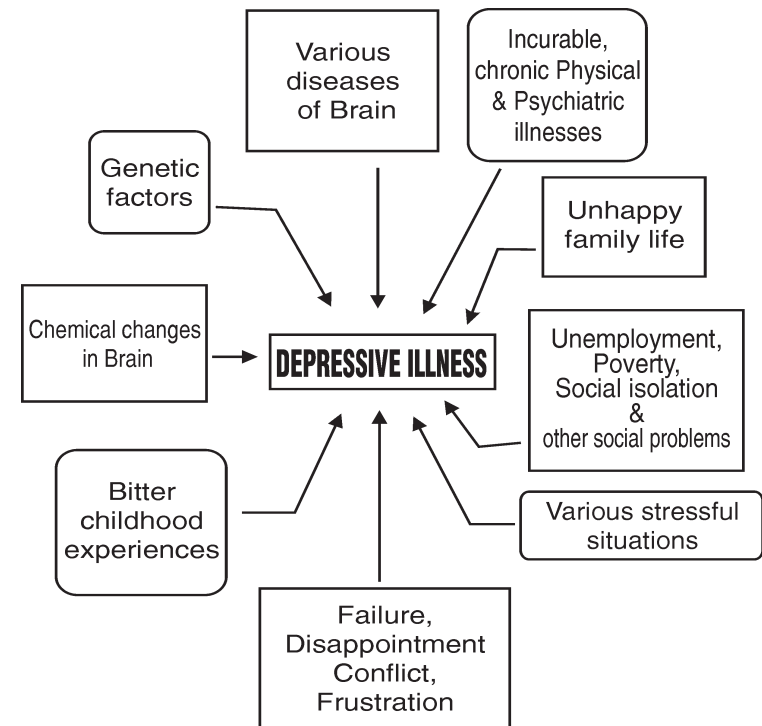 Various
diseases
of Brain
Incurable,
chronic Physical
& Psychiatric
illnesses
Genetic
factors
Unhappy
family life
Chemical changes
in Brain
DEPRESSIVE ILLNESS
Unemployment,
Poverty,
Social isolation
&
other social problems
Bitter
childhood
experiences
Various stressful
situations
Failure,
Disappointment
Conflict,
Frustration